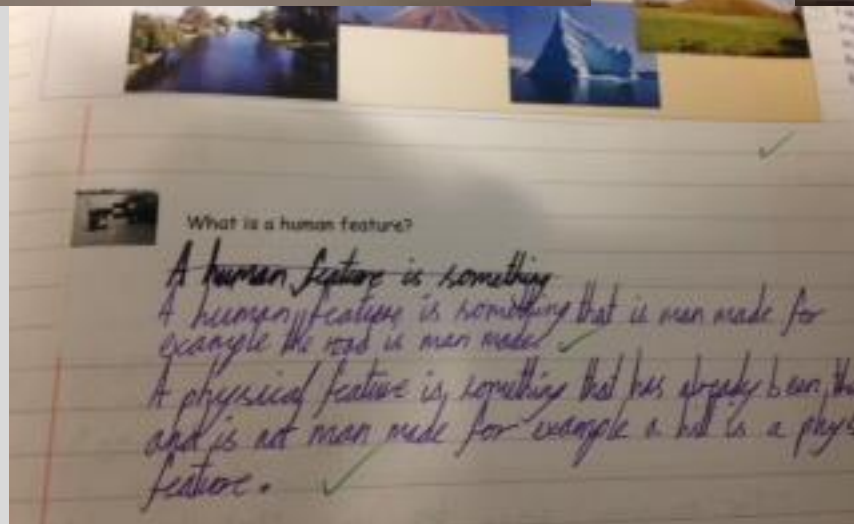 What is a human feature?
A human feature is something
A human feature is something that is man made for
example the road is man made
A physical feature is something that has already been
and is not man made for example a hill is a
feature.